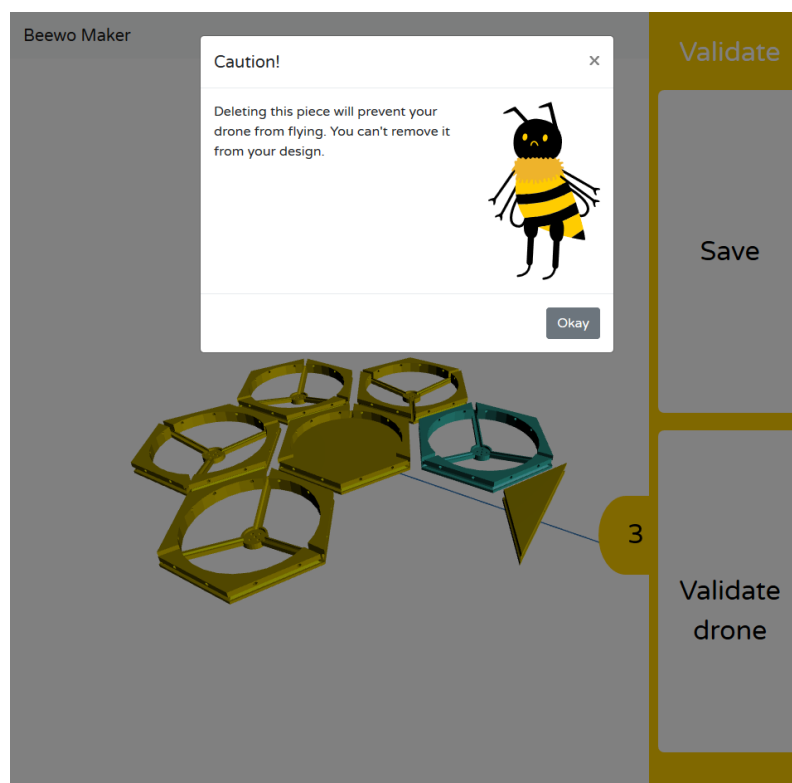 Beewo Maker
Caution!
×
Validate
Deleting this piece will prevent your
drone from flying. You can't remove it
from your design.
Save
Okay
3
Validate
drone